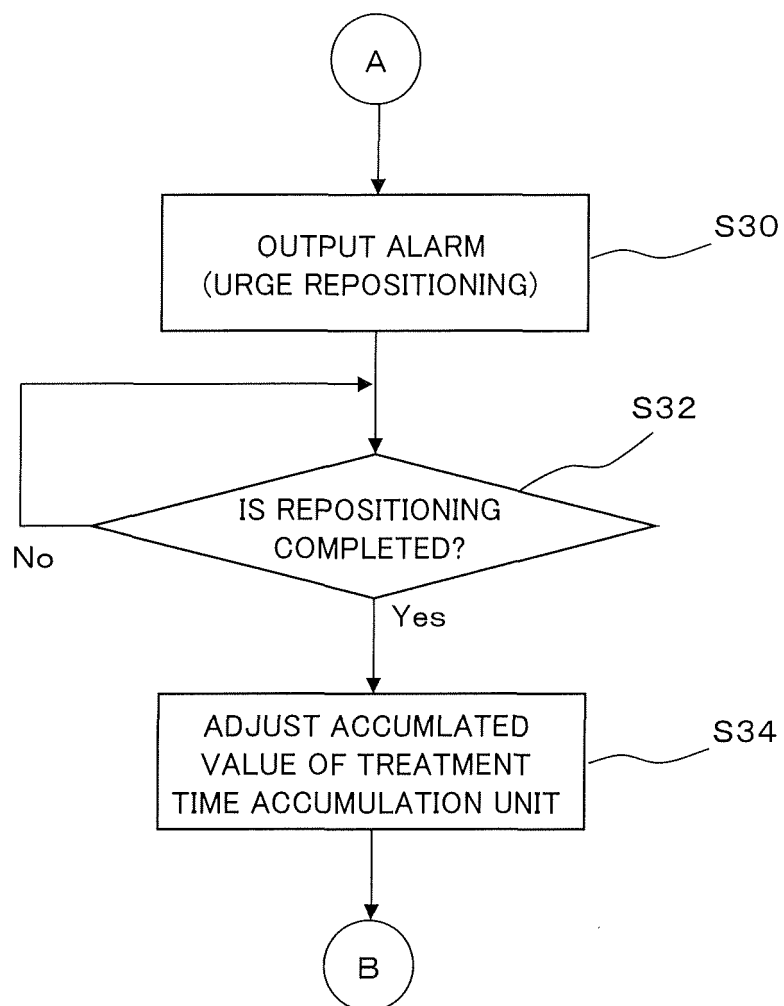 A
OUTPUT ALARM
(URGE REPOSITIONING)
S30
S32
IS REPOSITIONING
COMPLETED?
No
Yes
ADJUST ACCUMLATED
VALUE OF TREATMENT
TIME ACCUMULATION UNIT
S34
B